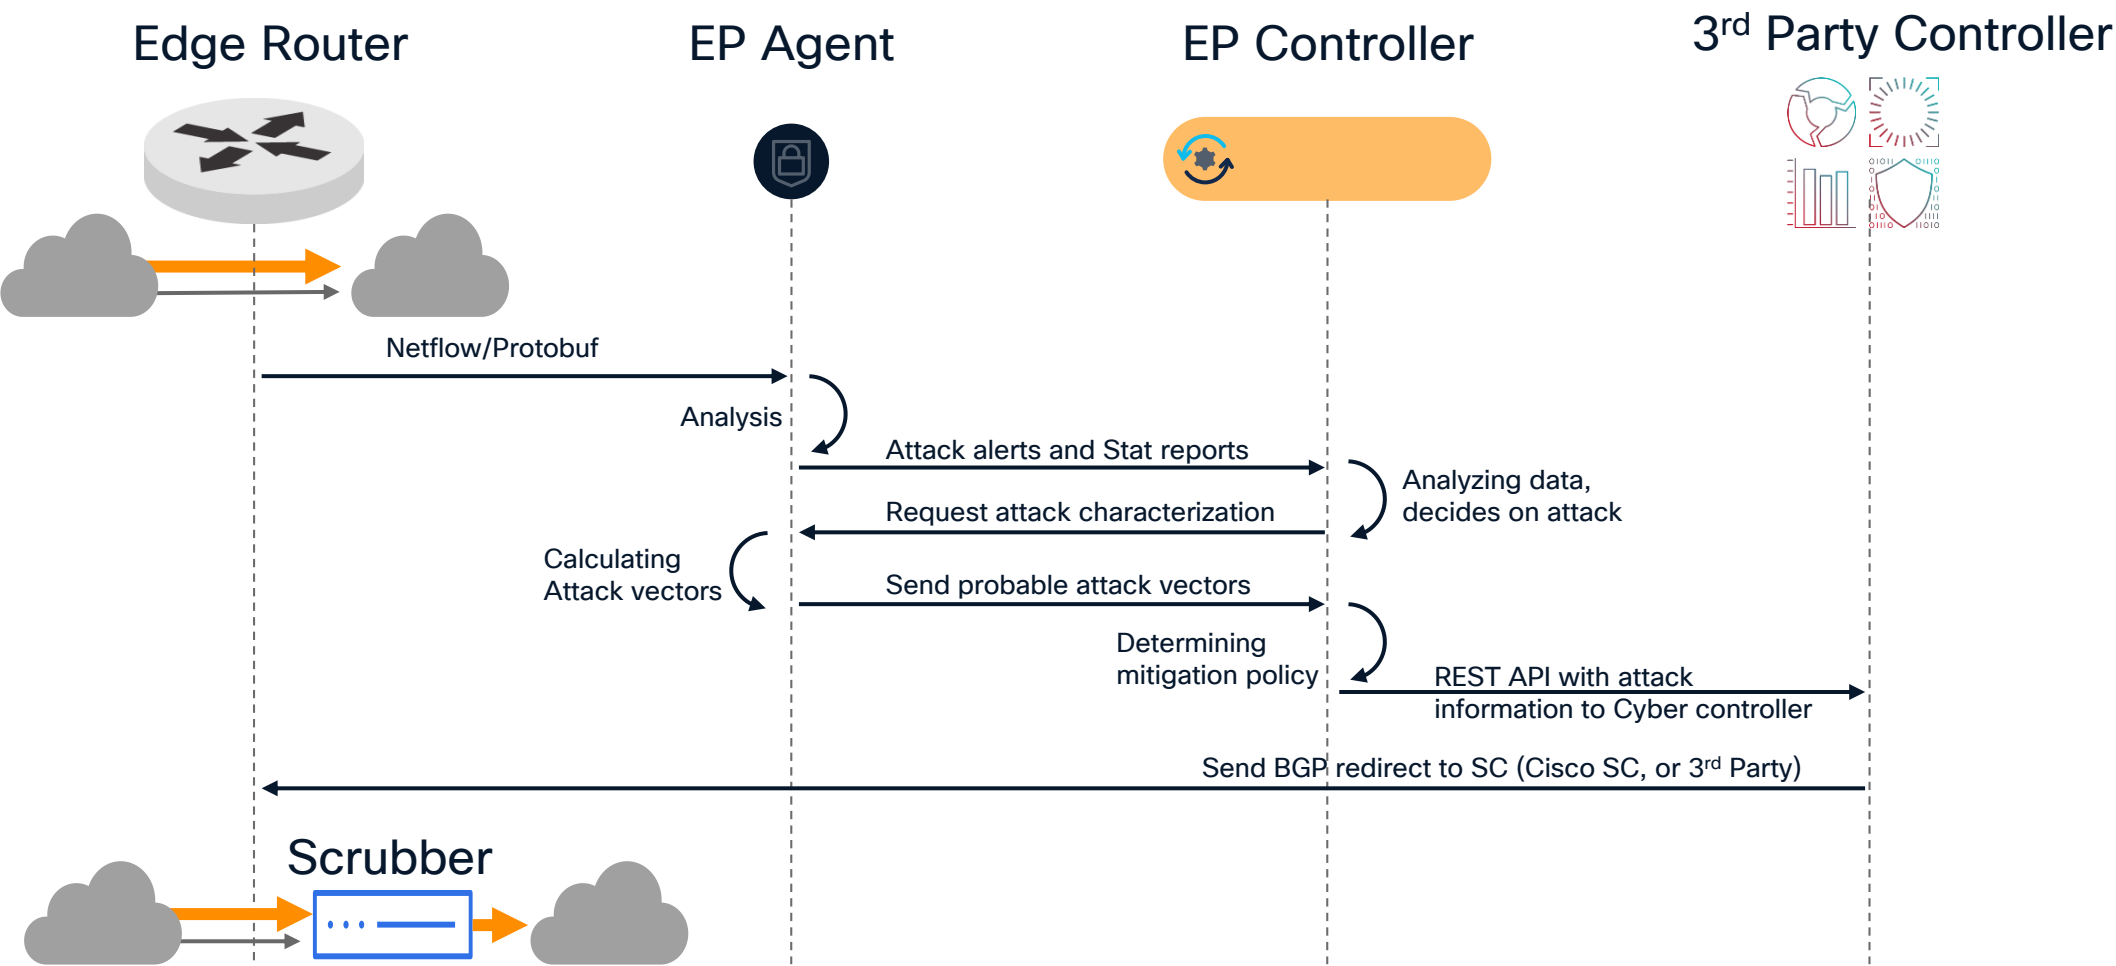 Edge Router
EP Agent
EP Controller
3rd Party Controller
Netflow/Protobuf
Analysis
Attack alerts and Stat reports
Analyzing data,
decides on attack
Request attack characterization
Calculating
Attack vectors
Send probable attack vectors
Determining
mitigation policy
REST API with attack
information to Cyber controller
Send BGP redirect to SC (Cisco SC, or 3rd Party)
Scrubber